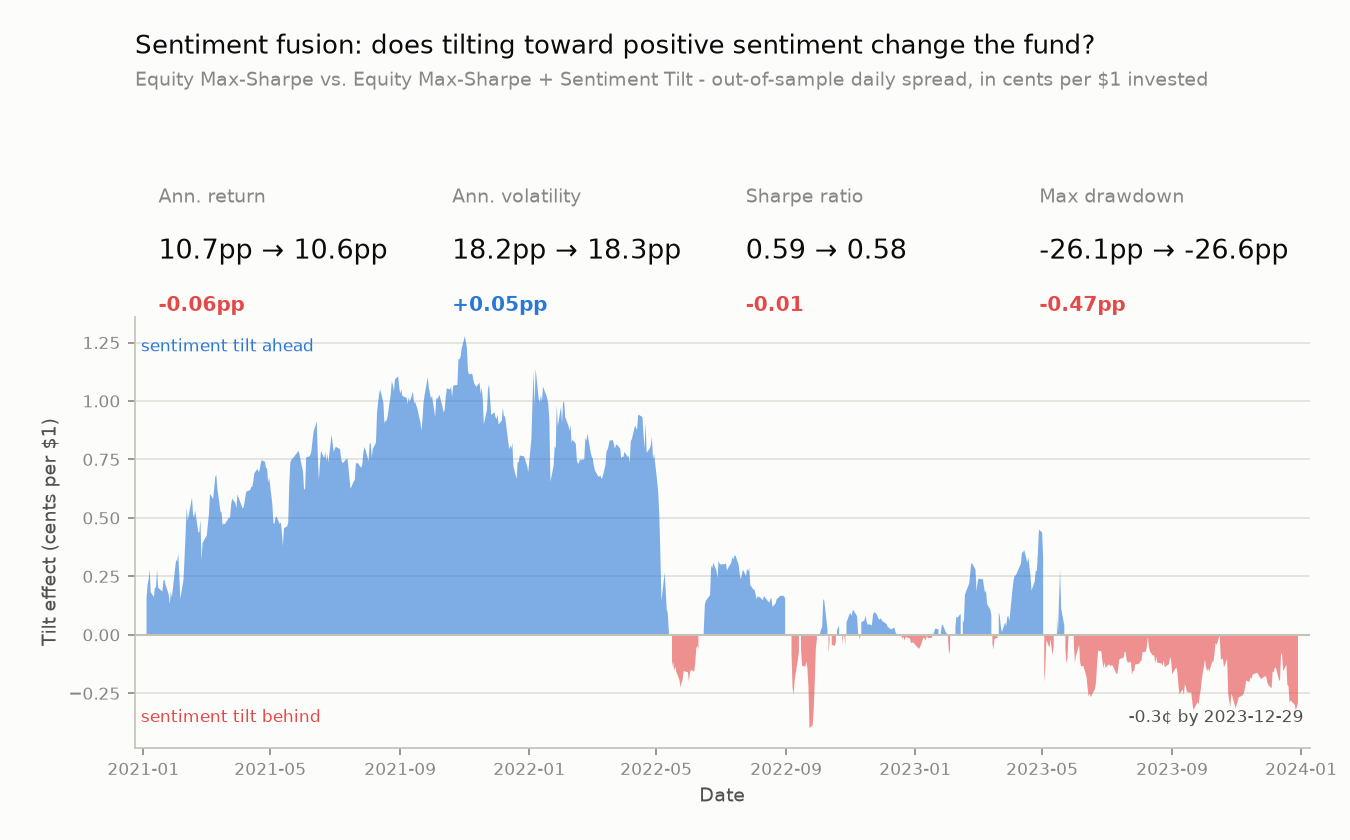 Sentiment fusion: does tilting toward positive sentiment change the fund?
Equity Max-Sharpe vs. Equity Max-Sharpe + Sentiment Tilt - out-of-sample daily spread, in cents per $1 invested
Ann. return
Ann. volatility
Sharpe ratio
Max drawdown
10.7pp → 10.6pp
18.2pp → 18.3pp
0.59 → 0.58
-26.1pp → -26.6pp
-0.06pp
+0.05pp
-0.01
-0.47pp
sentiment tilt ahead
1.25
1.00
0.75
0.50
0.25
0.00
−0.25
Tilt effect (cents per $1)
sentiment tilt behind
-0.3¢ by 2023-12-29
2021-01
2021-05
2021-09
2022-01
2022-05
2022-09
2023-01
2023-05
2023-09
2024-01
Date